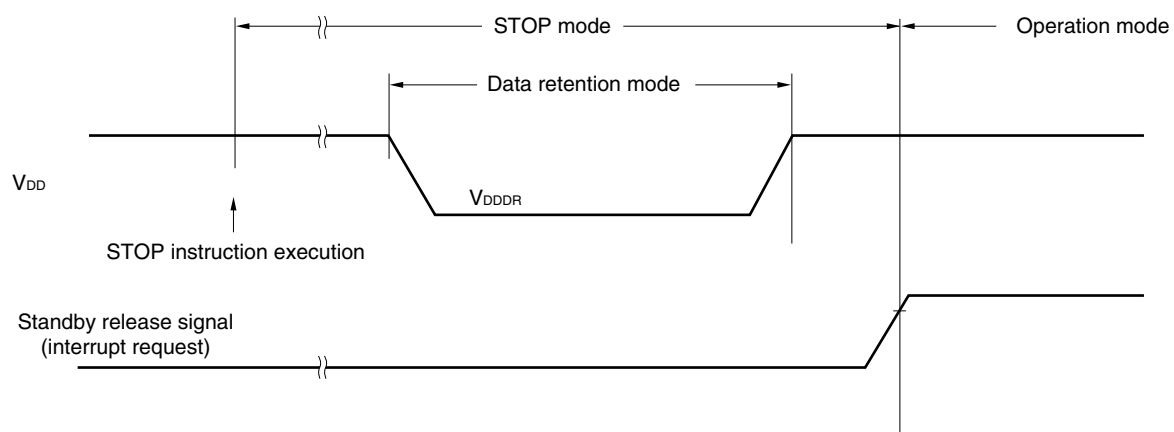 STOP mode
Operation mode
Data retention mode
VDD
VDDDR
STOP instruction execution
Standby release signal
(interrupt request)